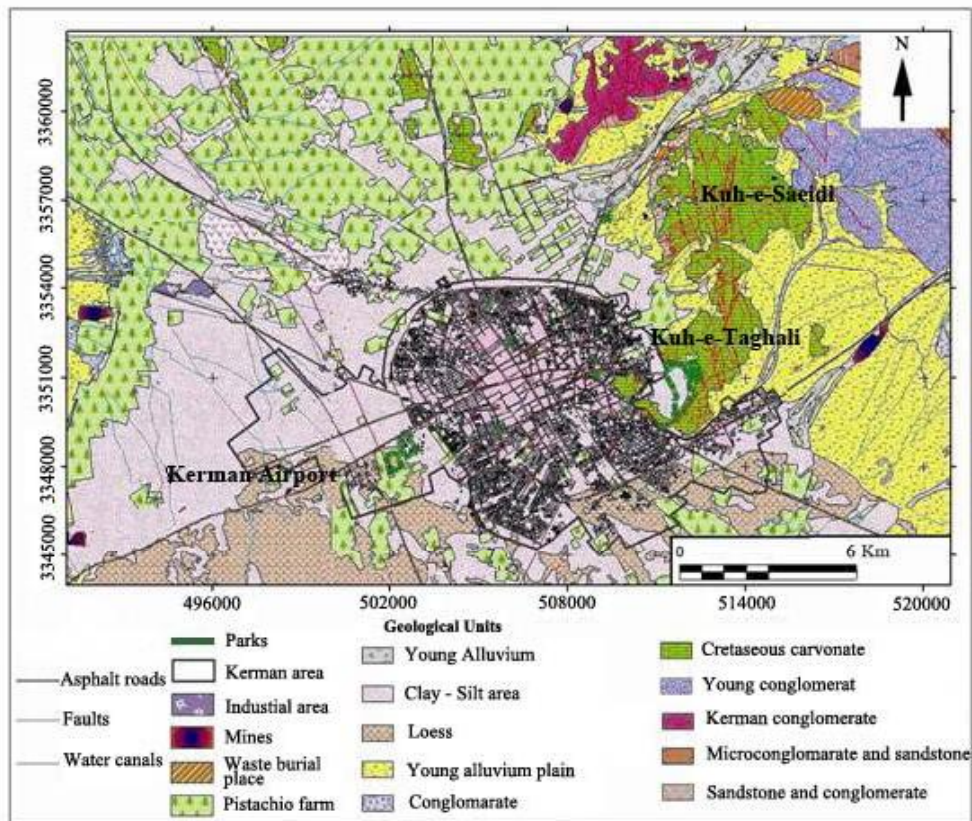 N
3360000
Kuh-e-Saeidi
3357000
3354000
Kuh-e-Taghali
3351000
3348000
Kerman Airport
3345000
0 6 Km
496000 502000 508000 514000 520000
Geological Units
Parks
Kerman area
Industial area
Mines
Waste burial
place
Pistachio farm
Asphalt roads
Faults
Water canals
Young Alluvium
Clay - Silt area
Loess
Young alluvium plain
Conglomarate
Cretaseous carvonate
Young conglomerat
Kerman conglomerate
Microconglomarate and sandstone
Sandstone and conglomerate